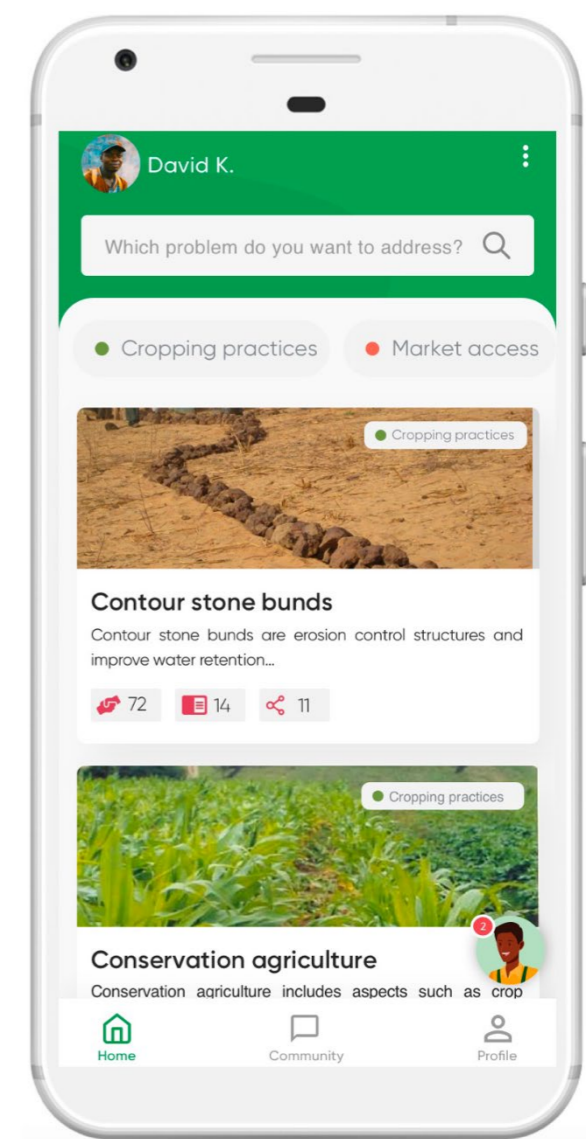 David K.
Which problem do you want to address?
Cropping practices
Market access
Cropping practices
Contour stone bunds
Contour stone bunds are erosion control structures and
improve water retention...
72
14
11
Cropping practices
2
Conservation agriculture
Conservation agriculture includes aspects such as crop
Home
Community
Profile